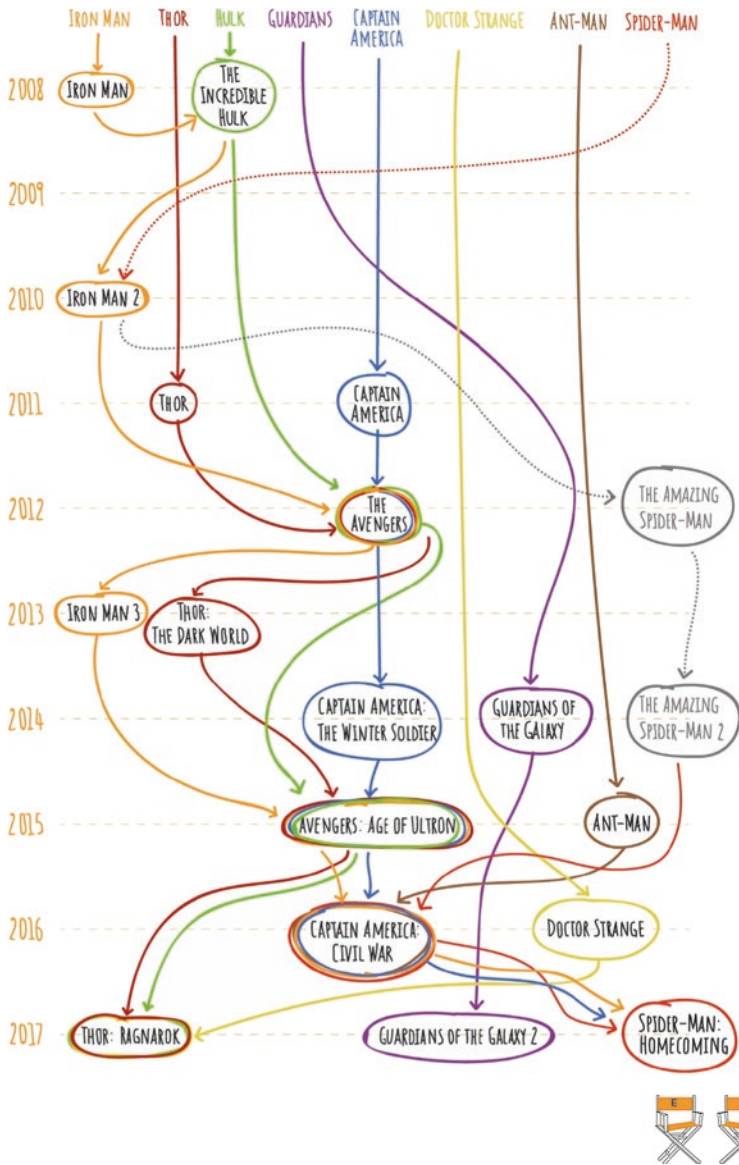 IRON MAN
THOR
HULK
GUARDIANS
CAPTAIN
AMERICA
DOCTOR STRANGE
ANT-MAN
SPIDER-MAN
2008
IRON MAN
THE
INCREDIBLE
HULK
2009
2010
IRON MAN 2
2011
THOR
CAPTAIN
AMERICA
2012
THE
AVENGERS
THE AMAZING
SPIDER-MAN
2013
IRON MAN 3
THOR:
THE DARK WORLD
2014
CAPTAIN AMERICA:
THE WINTER SOLDIER
GUARDIANS OF
THE GALAXY
THE AMAZING
SPIDER-MAN 2
2015
AVENGERS: AGE OF ULTRON
ANT-MAN
2016
CAPTAIN AMERICA:
CIVIL WAR
DOCTOR STRANGE
2017
THOR: RAGNAROK
GUARDIANS OF THE GALAXY 2
SPIDER-MAN:
HOMECOMING
E